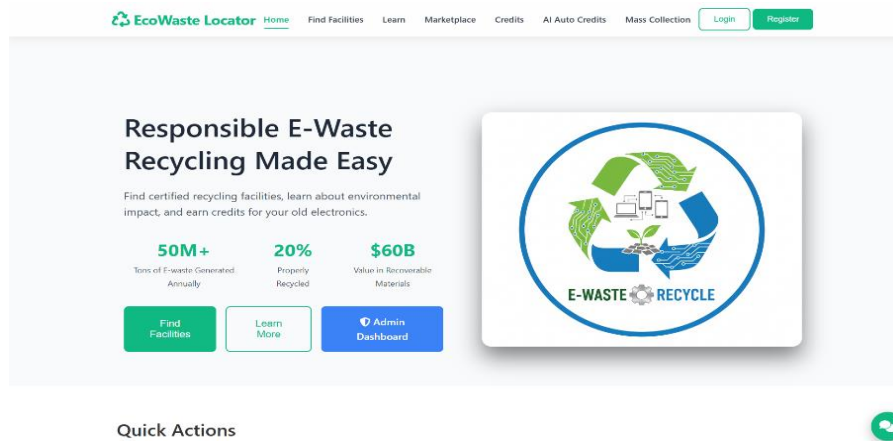 EcoWaste Locator Home Find Facilities Learn Marketplace Credits AI Auto Credits Mass Collection Login Register
Responsible E-Waste
Recycling Made Easy
Find certified recycling facilities, learn about environmental
impact, and earn credits for your old electronics.
50M+ 20% $60B
Tons of E-waste Generated Properly Value in Recoverable
Annually Recycled Materials
Find Learn Admin
Facilities More Dashboard
E-WASTE RECYCLE
Quick Actions